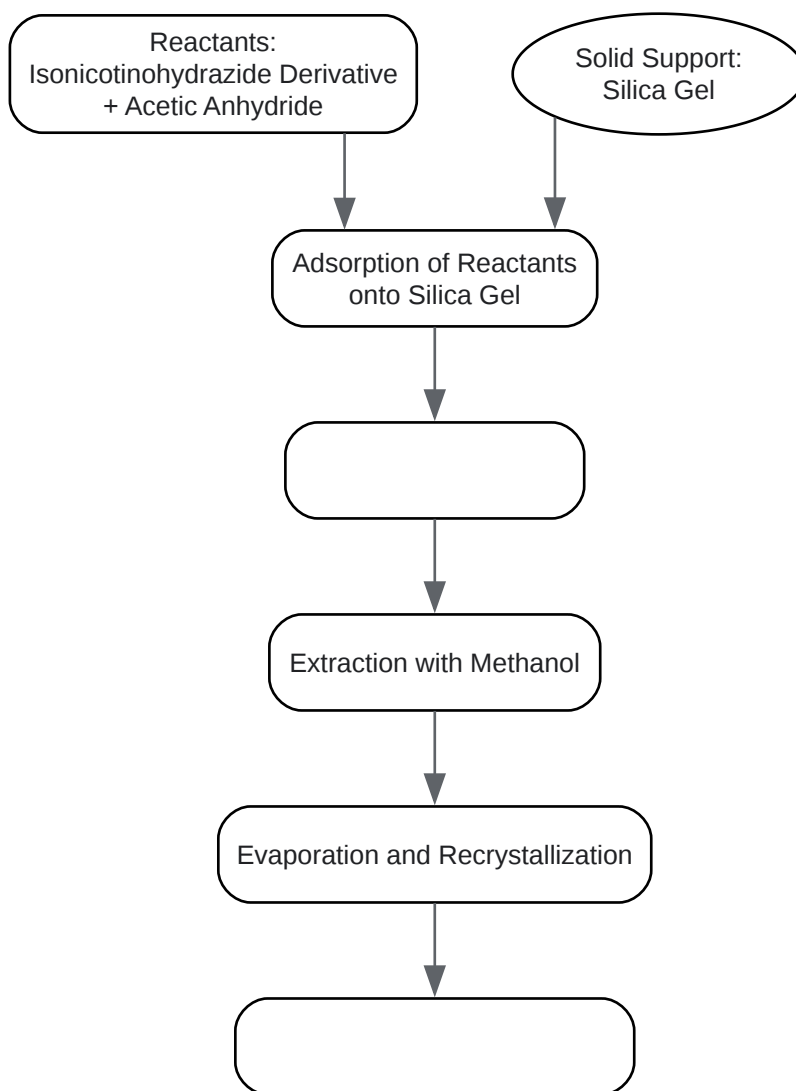 Reactants:
Isonicotinohydrazide Derivative
+ Acetic Anhydride
Solid Support:
Silica Gel
Adsorption of Reactants
onto Silica Gel
Extraction with Methanol
Evaporation and Recrystallization